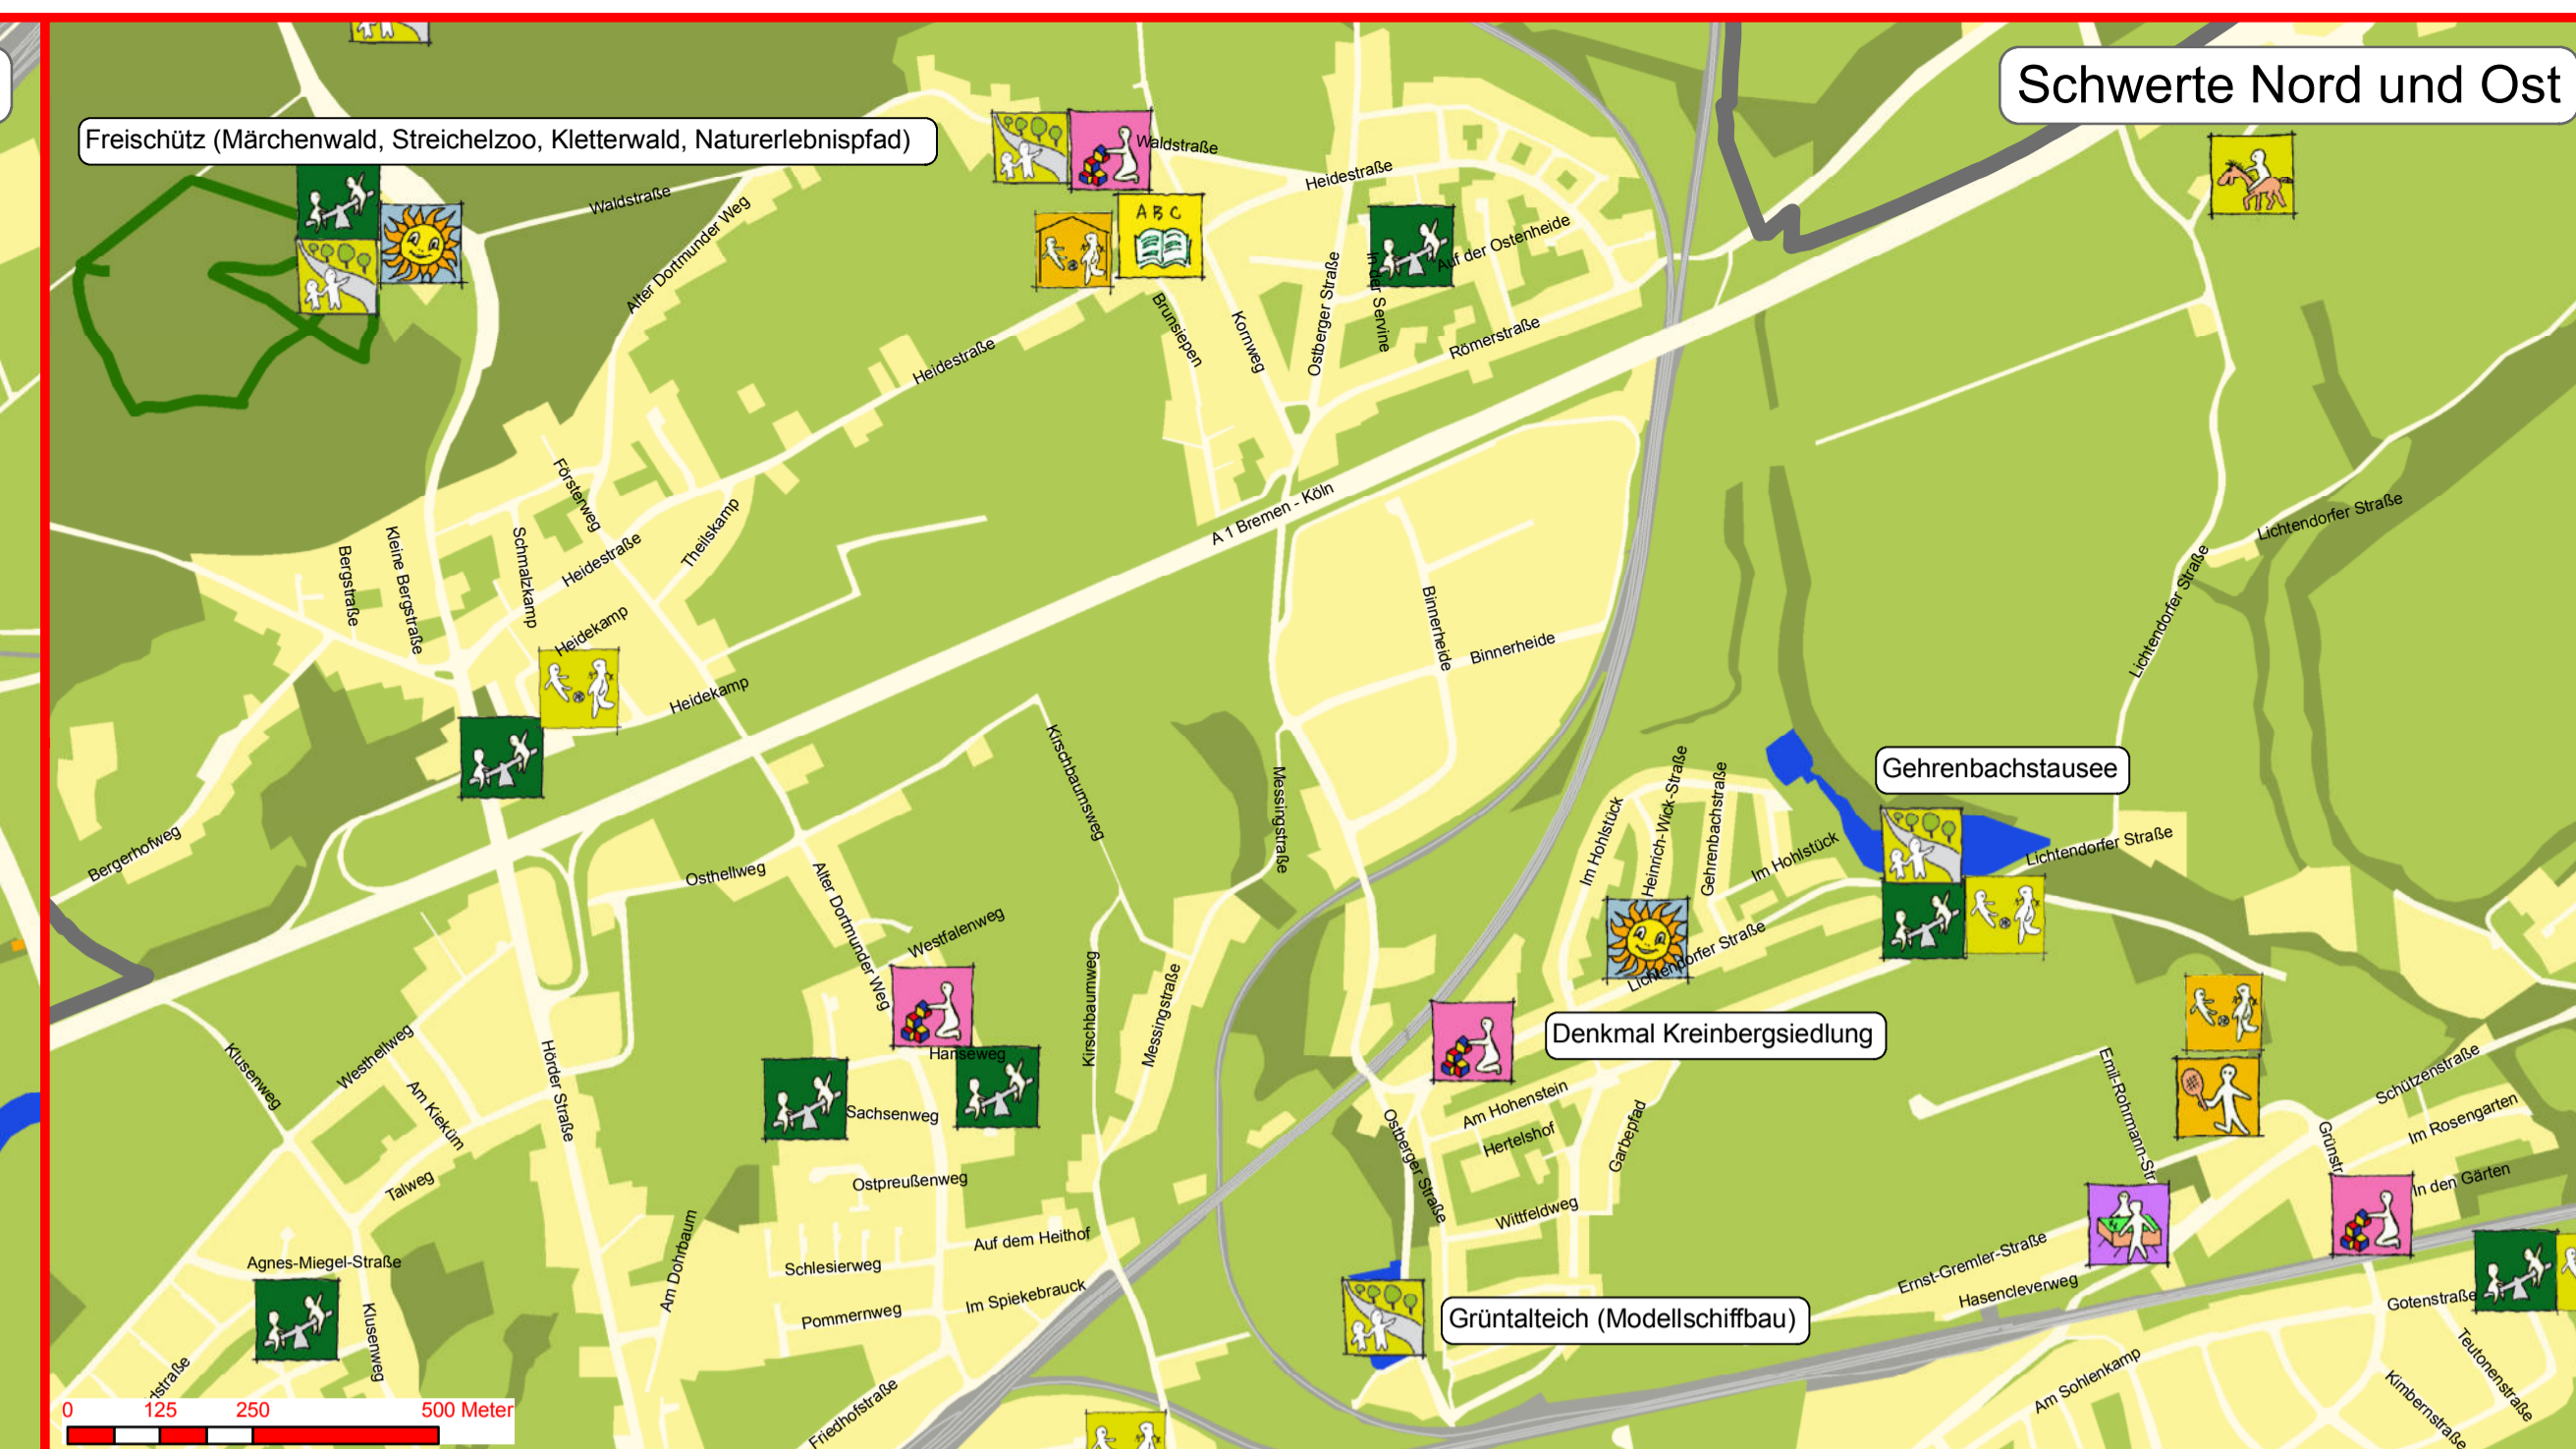 Schwerte Nord und Ost
Freischütz (Märchenwald, Streichelzoo, Kletterwald, Naturerlebnispfad)
Waldstraße
Waldstraße
Heidestraße
ABC
Alter Dortmunder Weg
Auf der Ostenheide
In der Servine
Ostberger Straße
Brunsiepen
Kornweg
Römerstraße
Heidestraße
Försterweg
A 1 Bremen - Köln
Lichtendorfer Straße
Theilskamp
Schmalzkamp
Kleine Bergstraße
Bergstraße
Heidestraße
Heidekamp
Binnerheide
Binnerheide
Lichtendorfer Straße
Heidekamp
Kirschbaumsweg
Messingstraße
Gehrenbachstausee
Heinrich-Wick-Straße
Gehrenbachstraße
Im Hohlstück
Im Hohlstück
Lichtendorfer Straße
Bergerhofweg
Osthellweg
Alter Dortmunder Weg
Westfalenweg
Lichtendorfer Straße
Kirschbaumweg
Messingstraße
Denkmal Kreinbergsiedlung
Hanseweg
Klusenweg
Westhellweg
Am Kieküm
Hörder Straße
Sachsenweg
Am Hohenstein
Hertelshof
Garbepfad
Ostberger Straße
Emil-Rohrmann-Str.
Schützenstraße
Im Rosengarten
Grünstr.
In den Gärten
Talweg
Ostpreußenweg
Wittfeldweg
Auf dem Heithof
Agnes-Miegel-Straße
Schlesierweg
Am Dohrbaum
Ernst-Gremler-Straße
Hasencleverweg
Im Spiekebrauck
Pommernweg
Gotenstraße
Grüntalteich (Modellschiffbau)
Klusenweg
Teutonenstraße
Am Sohlenkamp
Kimbernstraße
Friedhofstraße
dstraße
0 125 250 500 Meter